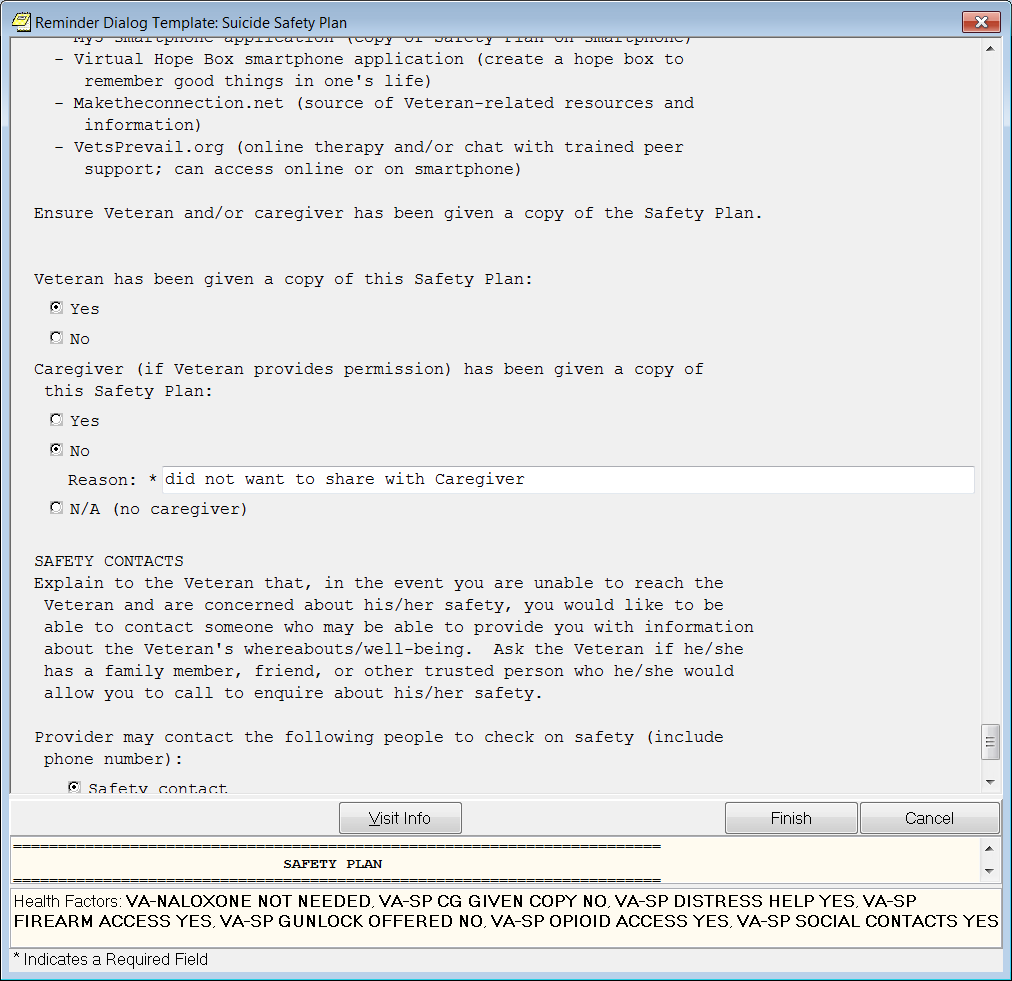 Reminder Dialog Template: Suicide Safety Plan
My3 smartphone application (copy of Safety Plan on smartphone)
- Virtual Hope Box smartphone application (create a hope box to
remember good things in one's life)
- Maketheconnection.net (source of Veteran-related resources and
information)
- VetsPrevail.org (online therapy and/or chat with trained peer
support; can access online or on smartphone)
Ensure Veteran and/or caregiver has been given a copy of the Safety Plan.
Veteran has been given a copy of this Safety Plan:
Yes
No
Caregiver (if Veteran provides permission) has been given a copy of
this Safety Plan:
Yes
No
Reason: * did not want to share with Caregiver
N/A (no caregiver)
SAFETY CONTACTS
Explain to the Veteran that, in the event you are unable to reach the
Veteran and are concerned about his/her safety, you would like to be
able to contact someone who may be able to provide you with information
about the Veteran's whereabouts/well-being. Ask the Veteran if he/she
has a family member, friend, or other trusted person who he/she would
allow you to call to enquire about his/her safety.
Provider may contact the following people to check on safety (include
phone number):
Safety contact
Visit Info Finish Cancel
SAFETY PLAN
Health Factors: VA-NALOXONE NOT NEEDED, VA-SP CG GIVEN COPY NO, VA-SP DISTRESS HELP YES, VA-SP
FIREARM ACCESS YES, VA-SP GUNLOCK OFFERED NO, VA-SP OPIOID ACCESS YES, VA-SP SOCIAL CONTACTS YES
* Indicates a Required Field